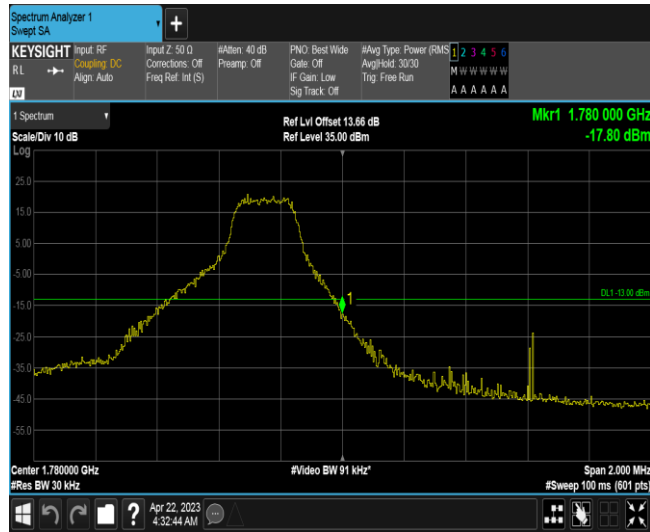 Spectrum Analyzer 1
Swept SA
+
KEYSIGHT
RL
LXI
Input: RF
Coupling: DC
Align: Auto
Input Z: 50 Ω
Corrections: Off
Freq Ref: Int (S)
#Atten: 40 dB
Preamp: Off
PNO: Best Wide
Gate: Off
IF Gain: Low
Sig Track: Off
#Avg Type: Power (RMS
Avg|Hold: 30/30
Trig: Free Run
1 2 3 4 5 6
M W W W W W
A A A A A A
1 Spectrum
Scale/Div 10 dB
Log
Ref Lvl Offset 13.66 dB
Ref Level 35.00 dBm
Mkr1 1.780 000 GHz
-17.80 dBm
25.0
15.0
5.00
-5.00
-15.0
-25.0
-35.0
-45.0
-55.0
1
DL1 -13.00 dBm
Center 1.780000 GHz
#Res BW 30 kHz
#Video BW 91 kHz*
Span 2.000 MHz
#Sweep 100 ms (601 pts)
?
Apr 22, 2023
4:32:44 AM